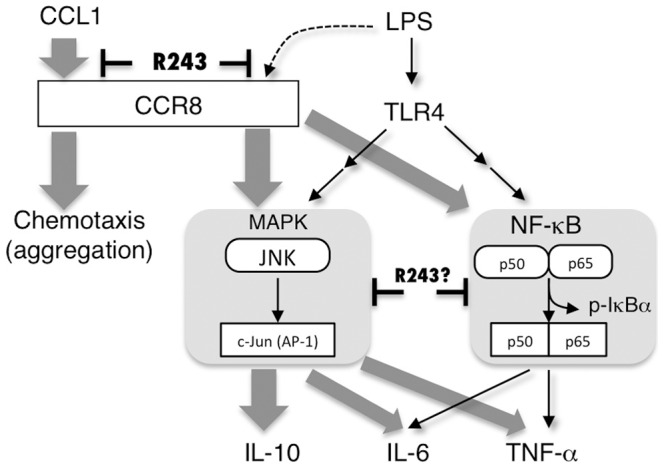 CCL1
LPS
R243
CCR8
TLR4
Chemotaxis
(aggregation)
MAPK
JNK
c-Jun (AP-1)
R243?
NF-κB
p50
p65
p-IκBα
p50
p65
IL-10
IL-6
TNF-α